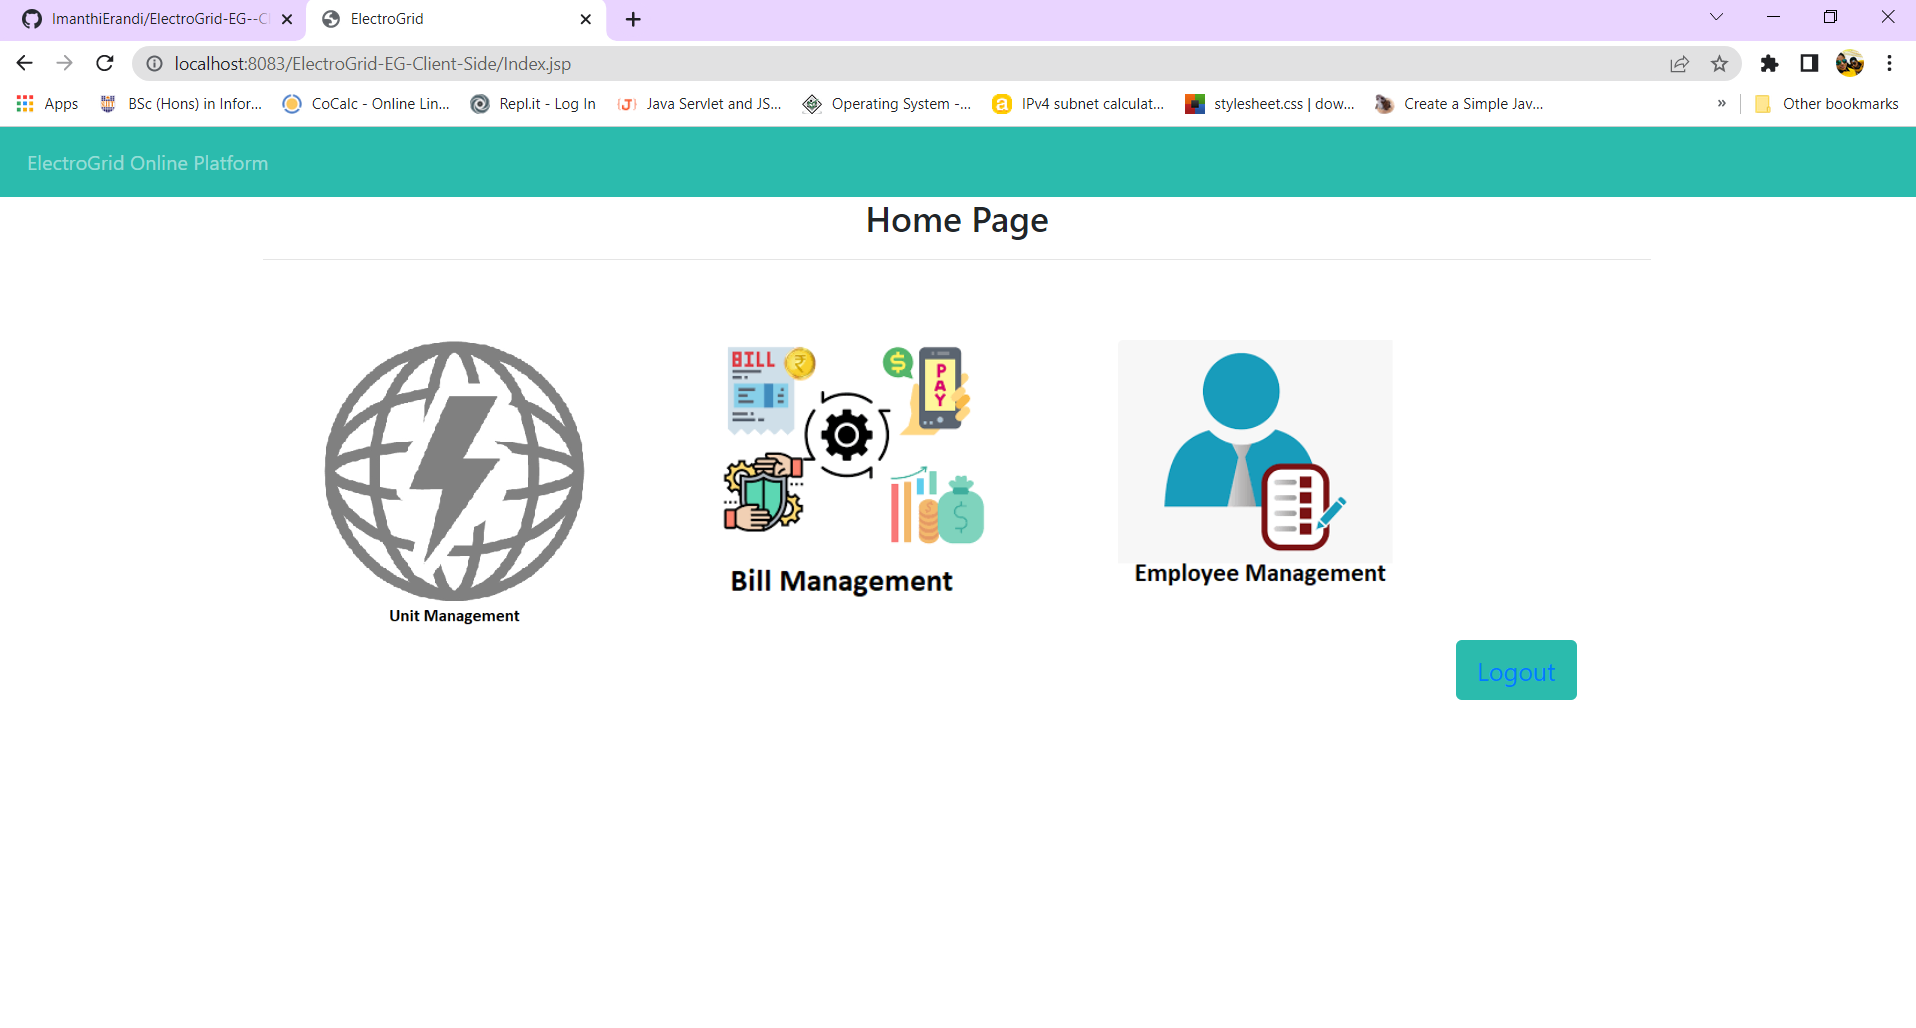 ImanthiErandi/ElectroGrid-EG--Cl
ElectroGrid
localhost:8083/ElectroGrid-EG-Client-Side/Index.jsp
Apps
BSc (Hons) in Infor...
CoCalc - Online Lin...
Repl.it - Log In
{J} Java Servlet and JS...
Operating System -...
a IPv4 subnet calculat...
stylesheet.css | dow...
Create a Simple Jav...
»
Other bookmarks
ElectroGrid Online Platform
Home Page
BILL
₹
$
PAY
$
Unit Management
Bill Management
Employee Management
Logout